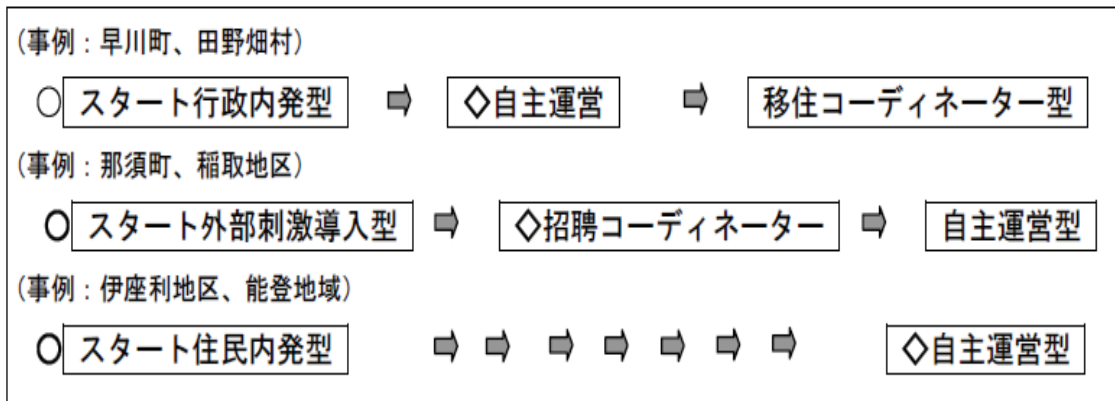 (事例:早川町、田野畑村)
○スタート行政内発型 ⇒ ◇自主運営 ⇒ 移住コーディネーター型
(事例:那須町、稲取地区)
○スタート外部刺激導入型 ⇒ ◇招聘コーディネーター ⇒ 自主運営型
(事例:伊座利地区、能登地域)
○スタート住民内発型 ⇒ ⇒ ⇒ ⇒ ⇒ ⇒ ⇒ ◇自主運営型